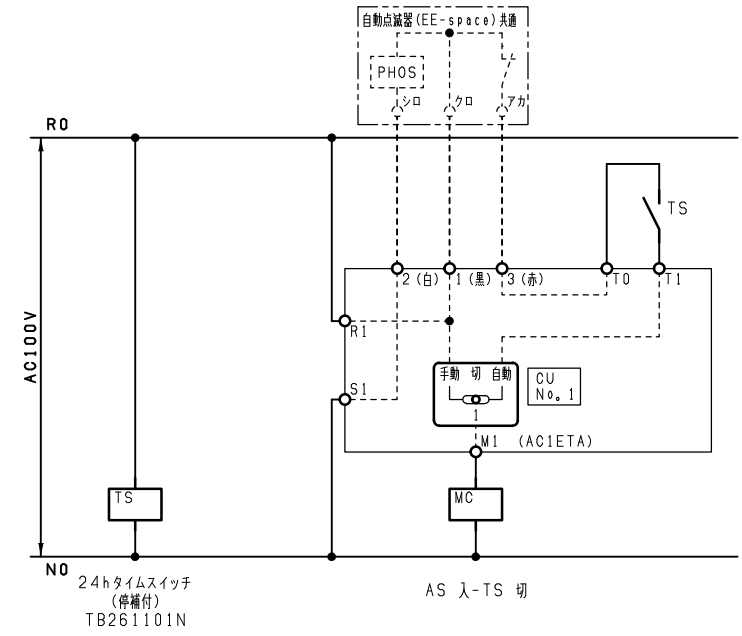 自動点滅器(EE-space)共通
PHOS
シロ
クロ
アカ
R0
TS
2(白)
1(黒)
3(赤)
T0
T1
R1
AC100V
手動 切 自動
CU
No. 1
S1
1
M1 (AC1ETA)
TS
MC
N0
24hタイムスイッチ
(停補付)
TB261101N
AS 入-TS 切